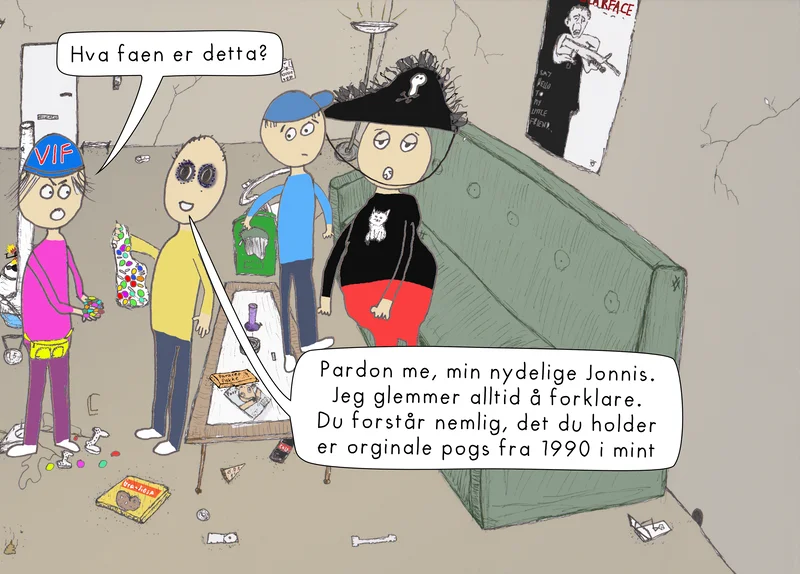 SCARFACE
Hva faen er detta?
SAY
HELLO
TO
MY
LITTLE
FRIEND
VIF
Pardon me, min nydelige Jonnis.
Jeg glemmer alltid å forklare.
Du forstår nemlig, det du holder
er orginale pogs fra 1990 i mint